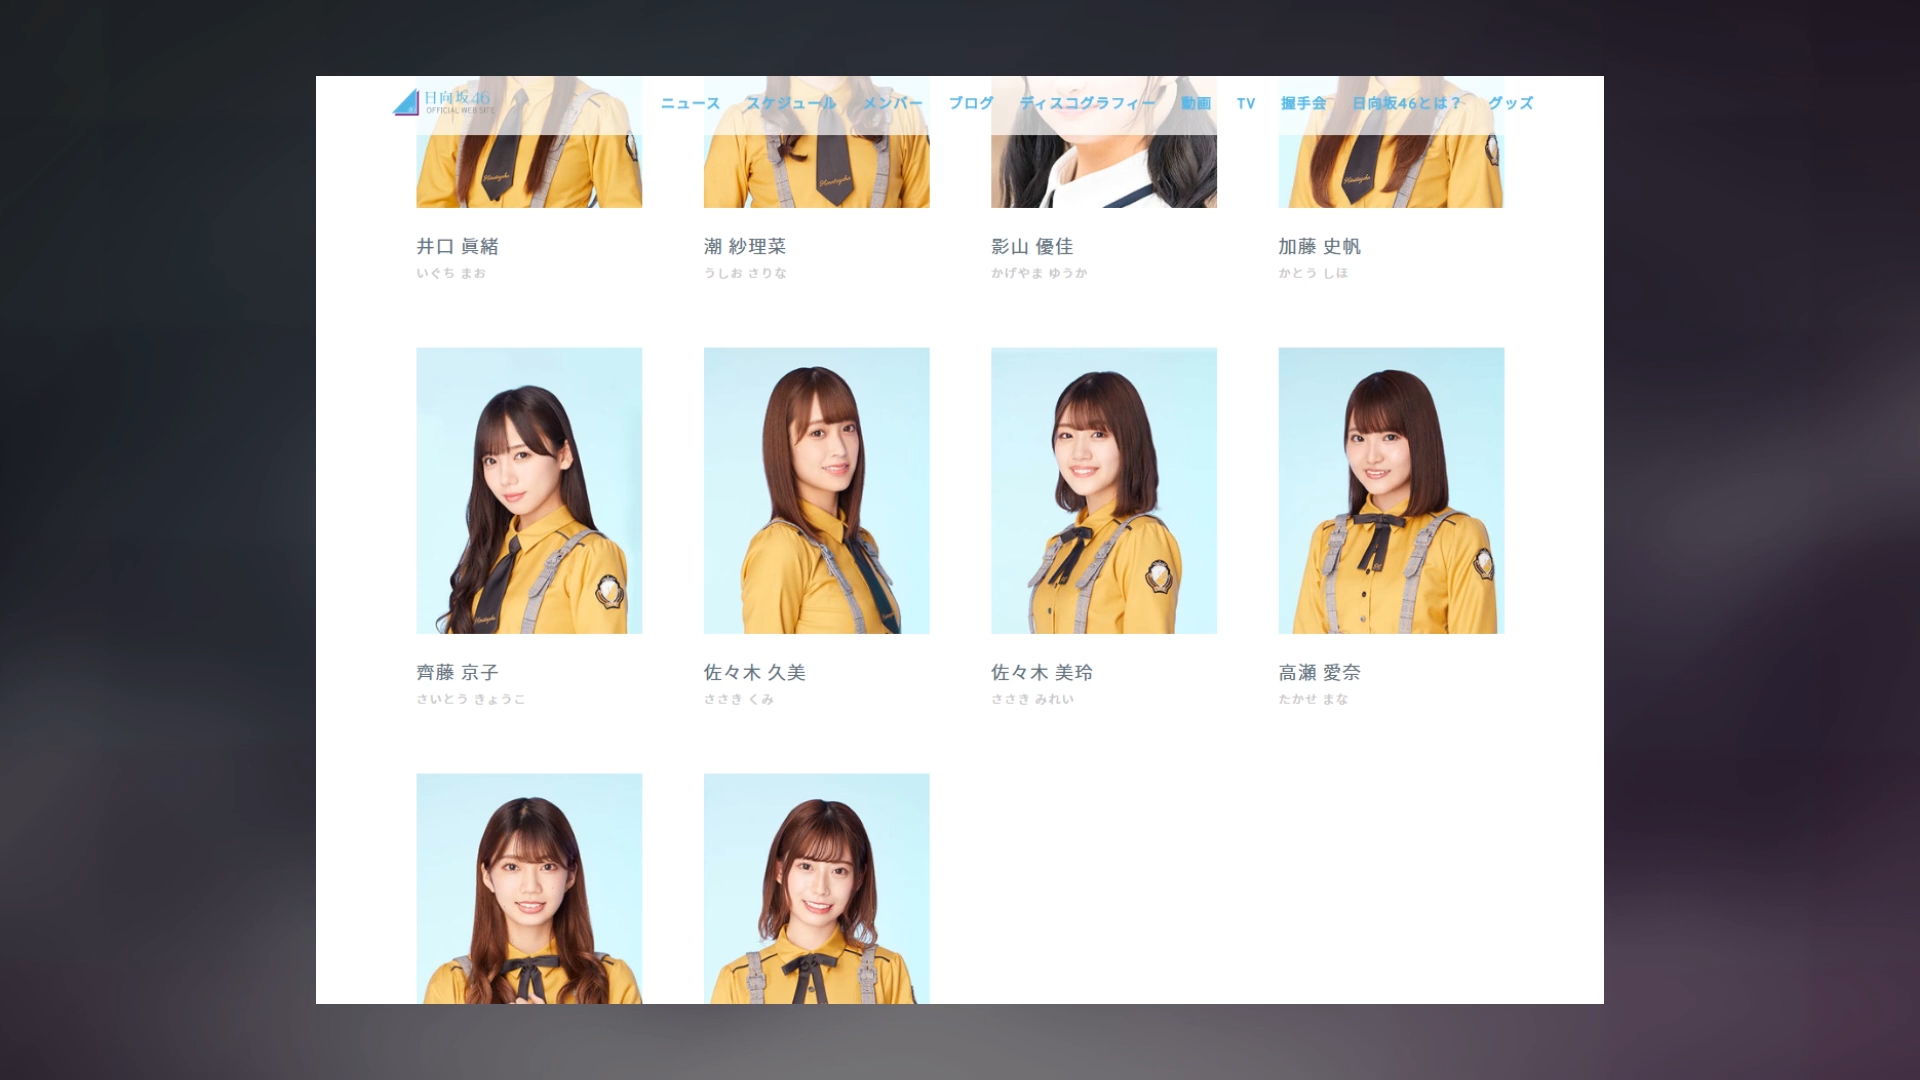 日向坂46
OFFICIAL WEB SITE
ニュース スケジュール メンバー ブログ ディスコグラフィー 動画 TV 握手会 日向坂46とは？ グッズ
井口 眞緒
いぐち まお
潮 紗理菜
うしお さりな
影山 優佳
かげやま ゆうか
加藤 史帆
かとう しほ
齊藤 京子
さいとう きょうこ
佐々木 久美
ささき くみ
佐々木 美玲
ささき みれい
高瀬 愛奈
たかせ まな